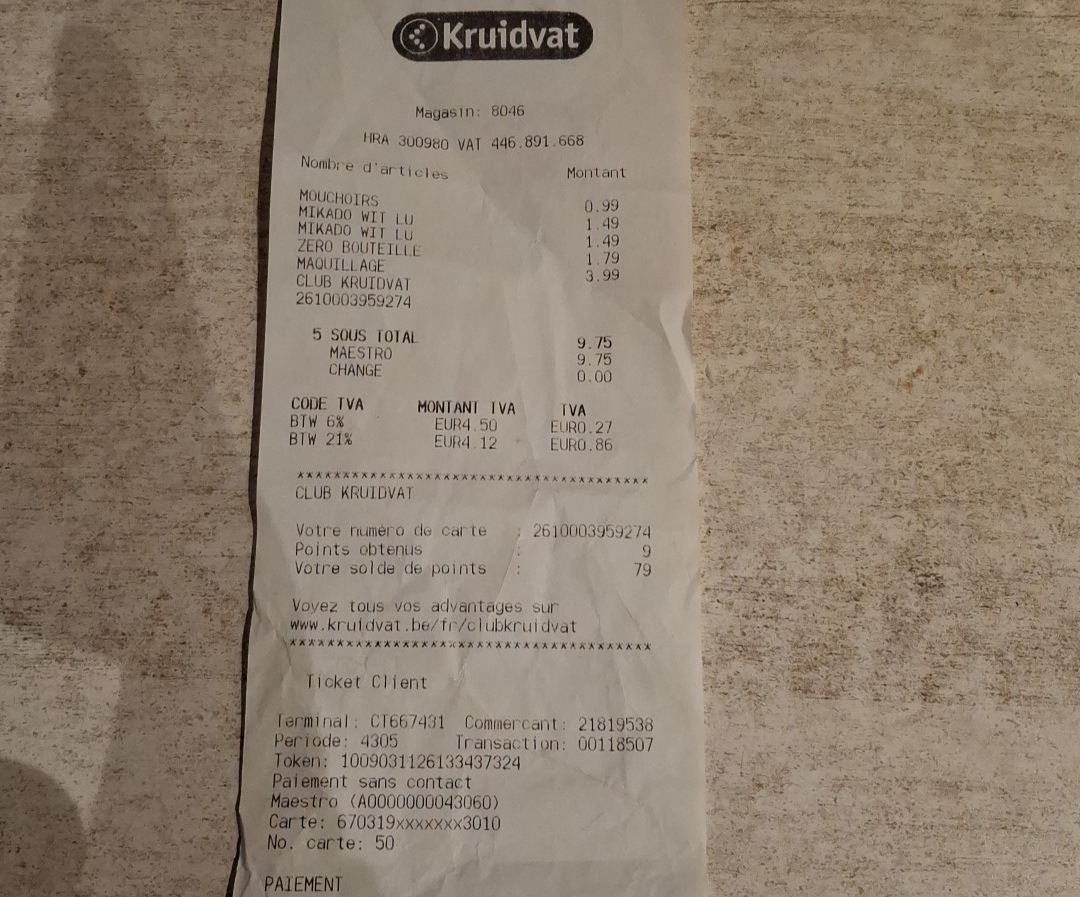 Kruidvat
Magasin: 8046
HRA 300980 VAT 446.891.668
Nombre d'articles Montant
MOUCHOIRS 0.99
MIKADO WIT LU 1.49
MIKADO WIT LU 1.49
ZERO BOUTEILLE 1.79
MAQUILLAGE 3.99
CLUB KRUIDVAT
2610003959274
5 SOUS TOTAL 9.75
MAESTRO 9.75
CHANGE 0.00
CODE TVA MONTANT TVA TVA
BTW 6% EUR4.50 EUR0.27
BTW 21% EUR4.12 EUR0.86
****************************************
CLUB KRUIDVAT
Votre numéro de carte : 2610003959274
Points obtenus : 9
Votre solde de points : 79
Voyez tous vos advantages sur
www.kruidvat.be/fr/clubkruidvat
****************************************
Ticket Client
Terminal: CT667431 Commercant: 21819538
Periode: 4305 Transaction: 00118507
Token: 1009031126133437324
Paiement sans contact
Maestro (A0000000043060)
Carte: 670319xxxxxxx3010
No. carte: 50
PAIEMENT